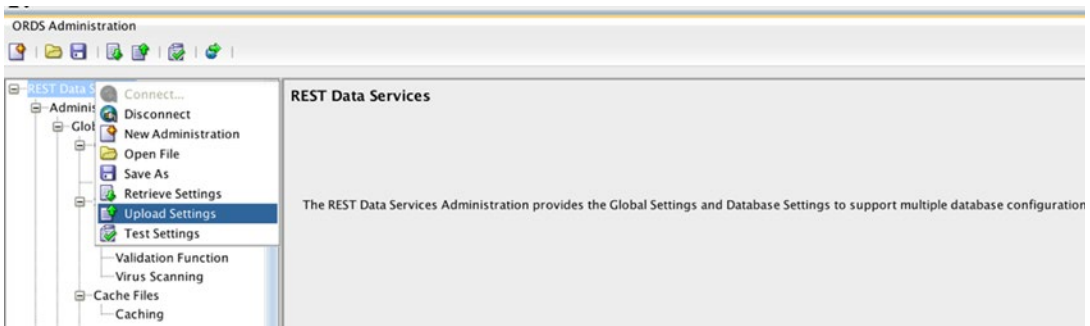 ORDS Administration
REST Data S
Connect...
REST Data Services
Adminis
Disconnect
Glo
New Administration
Open File
Save As
Retrieve Settings
Upload Settings
The REST Data Services Administration provides the Global Settings and Database Settings to support multiple database configuration
Test Settings
Validation Function
Virus Scanning
Cache Files
Caching